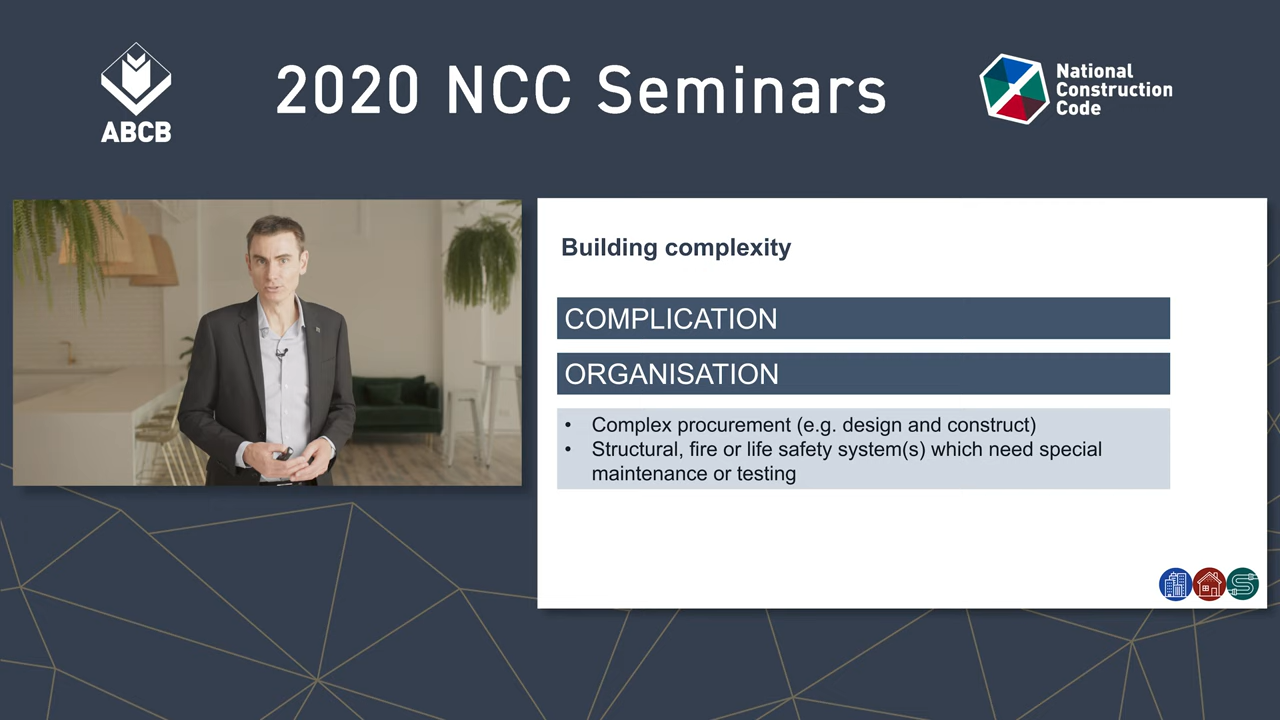 ABCB
2020 NCC Seminars
National
Construction
Code
Building complexity
COMPLICATION
ORGANISATION
• Complex procurement (e.g. design and construct)
• Structural, fire or life safety system(s) which need special
maintenance or testing